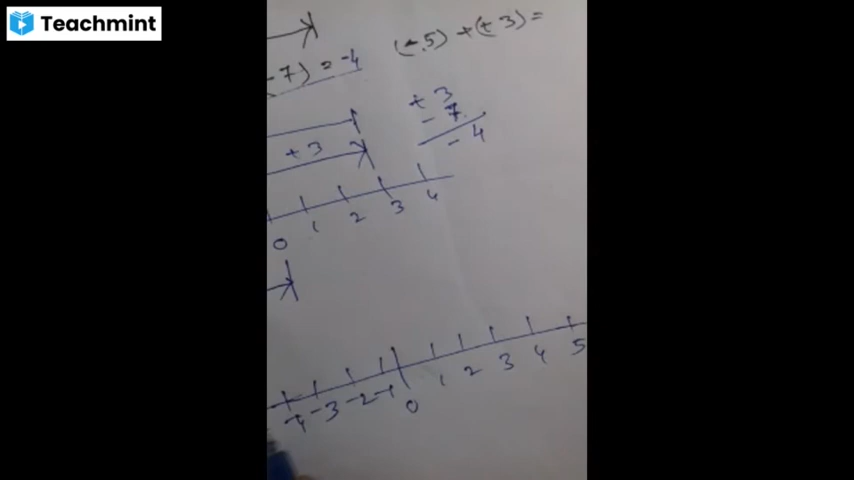 Teachmint
-7) = -4
(-5) + (+3) =
+3
-7
-4
+3
0 1 2 3 4
-4 -3 -2 -1 0 1 2 3 4 5